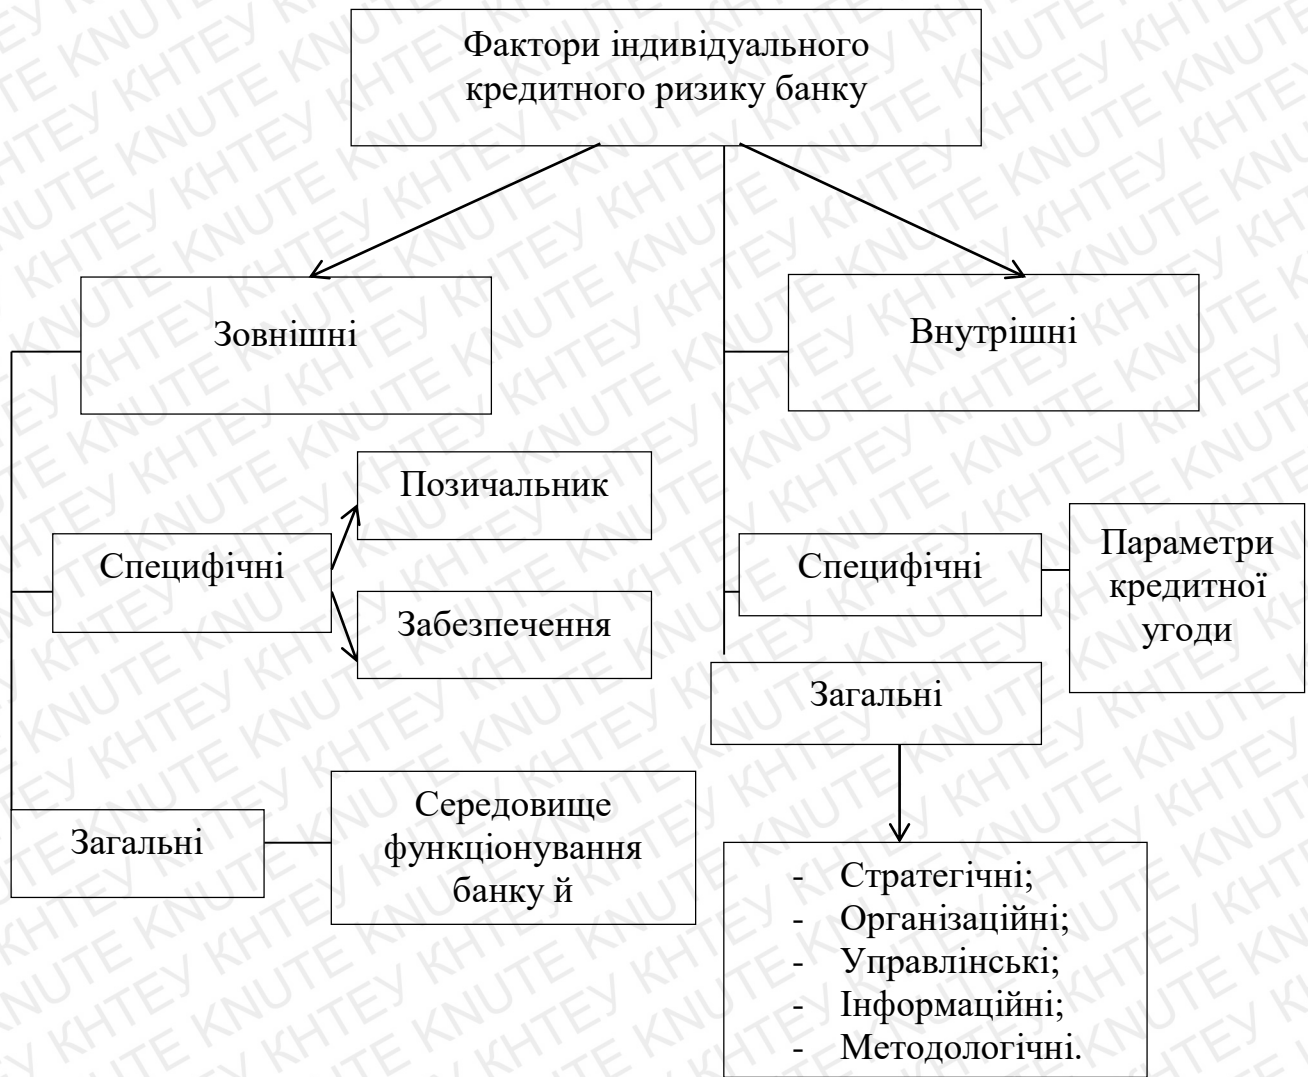 Фактори індивідуального
кредитного ризику банку
Зовнішні
Внутрішні
Позичальник
Специфічні
Забезпечення
Специфічні
Параметри
кредитної
угоди
Загальні
Загальні
Середовище
функціонування
банку й
- Стратегічні;
- Організаційні;
- Управлінські;
- Інформаційні;
- Методологічні.